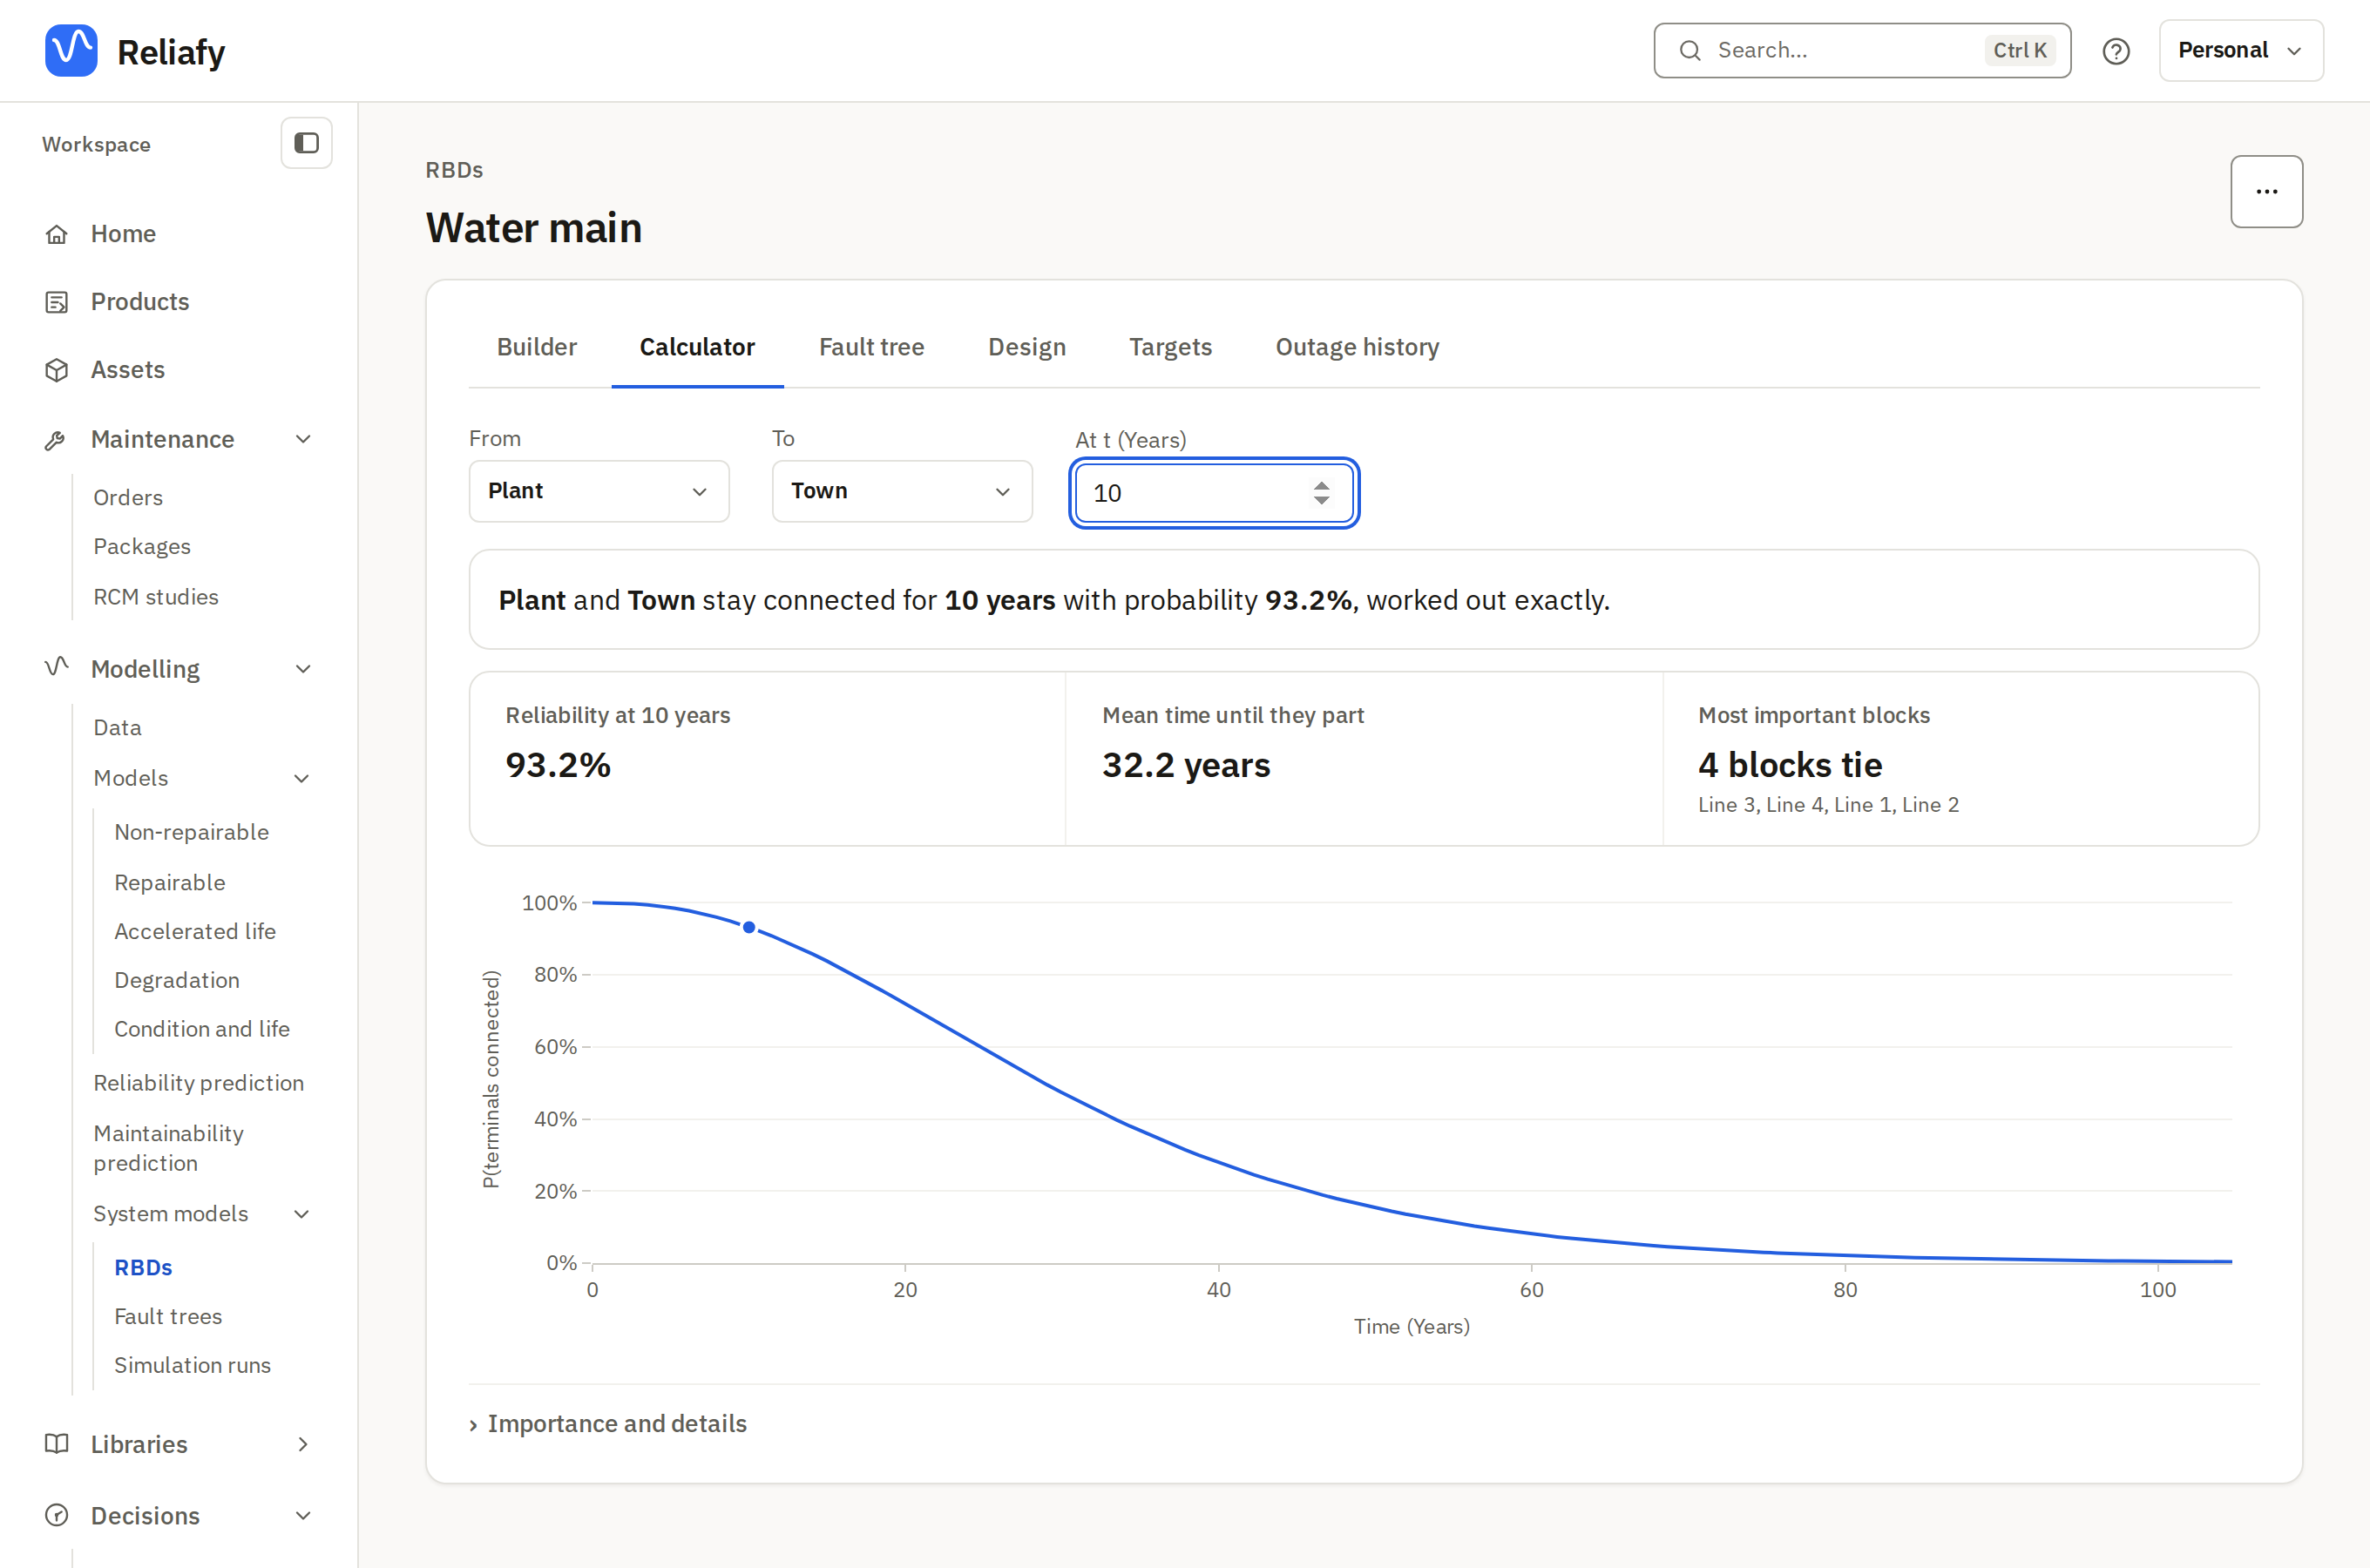 Reliafy
Search...
Ctrl K
Personal
Workspace
Home
Products
Assets
Maintenance
Orders
Packages
RCM studies
Modelling
Data
Models
Non-repairable
Repairable
Accelerated life
Degradation
Condition and life
Reliability prediction
Maintainability
prediction
System models
RBDs
Fault trees
Simulation runs
Libraries
Decisions
RBDs
Water main
Builder
Calculator
Fault tree
Design
Targets
Outage history
From
To
At t (Years)
Plant
Town
10
Plant and Town stay connected for 10 years with probability 93.2%, worked out exactly.
Reliability at 10 years
93.2%
Mean time until they part
32.2 years
Most important blocks
4 blocks tie
Line 3, Line 4, Line 1, Line 2
P(terminals connected)
100%
80%
60%
40%
20%
0%
0
20
40
60
80
100
Time (Years)
Importance and details